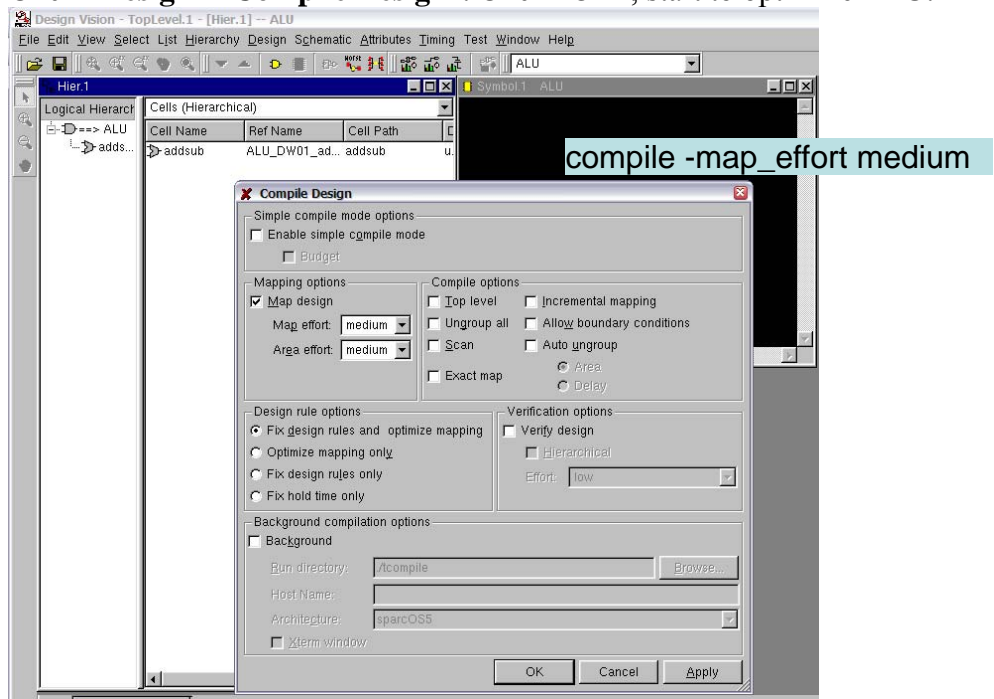 Design Vision - TopLevel.1 - [Hier.1] -- ALU
File Edit View Select List Hierarchy Design Schematic Attributes Timing Test Window Help
ALU
Hier.1
Symbol.1 ALU
Logical Hierarch
Cells (Hierarchical)
==> ALU
adds...
Cell Name Ref Name Cell Path
addsub ALU_DW01_ad... addsub u.
compile -map_effort medium
Compile Design
Simple compile mode options
Enable simple compile mode
Budget
Mapping options
Map design
Map effort: medium
Area effort: medium
Compile options
Top level Incremental mapping
Ungroup all Allow boundary conditions
Scan Auto ungroup
Area
Exact map
Delay
Design rule options
Fix design rules and optimize mapping
Optimize mapping only
Fix design rules only
Fix hold time only
Verification options
Verify design
Hierarchical
Effort: low
Background compilation options
Background
Run directory: ./tcompile Browse...
Host Name:
Architecture: sparcOS5
Xterm window
OK Cancel Apply